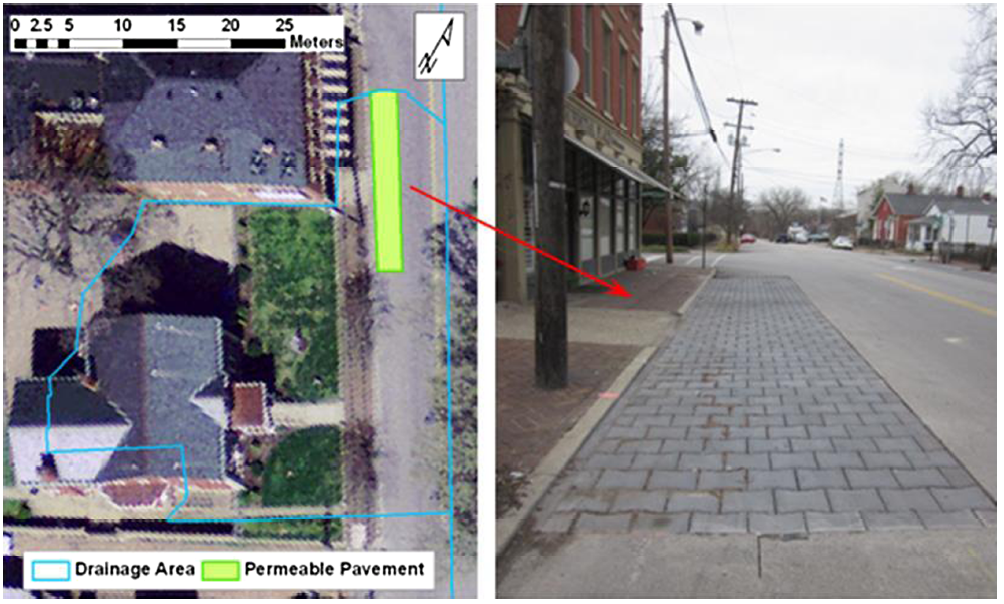 0 2.5 5 10 15 20 25
Meters
N
Drainage Area
Permeable Pavement